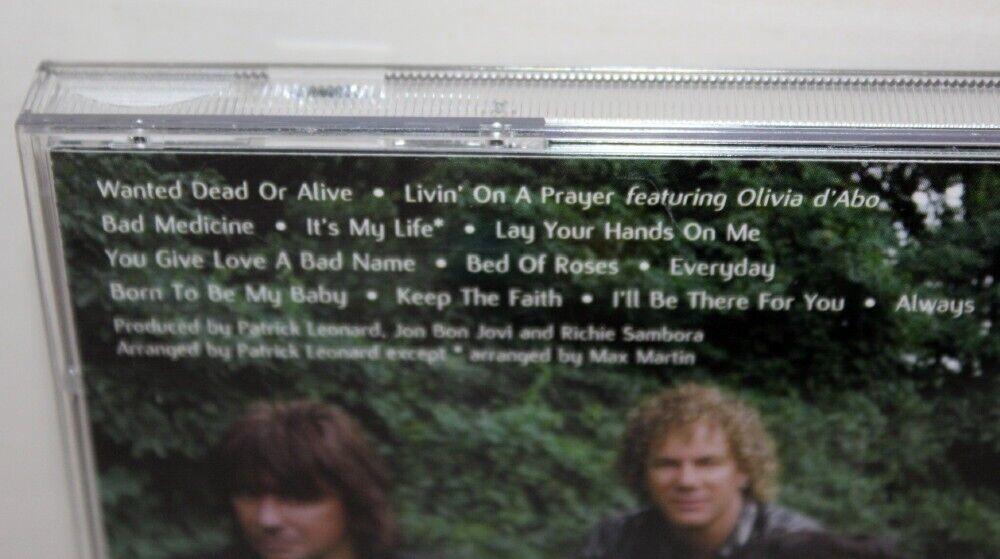 Wanted Dead Or Alive • Livin' On A Prayer featuring Olivia d'Abo
Bad Medicine • It's My Life* • Lay Your Hands On Me
You Give Love A Bad Name • Bed Of Roses • Everyday
Born To Be My Baby • Keep The Faith • I'll Be There For You • Always
Produced by Patrick Leonard, Jon Bon Jovi and Richie Sambora
Arranged by Patrick Leonard except * arranged by Max Martin